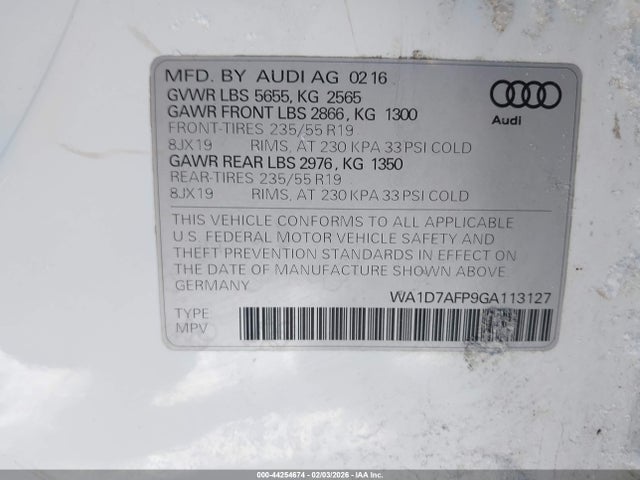 MFD. BY AUDI AG 02 16
GVWR LBS 5655, KG 2565
GAWR FRONT LBS 2866, KG 1300
FRONT-TIRES 235/55 R19
8JX19 RIMS, AT 230 KPA 33 PSI COLD
GAWR REAR LBS 2976, KG 1350
REAR-TIRES 235/55 R19
8JX19 RIMS, AT 230 KPA 33 PSI COLD
Audi
THIS VEHICLE CONFORMS TO ALL APPLICABLE
U.S. FEDERAL MOTOR VEHICLE SAFETY AND
THEFT PREVENTION STANDARDS IN EFFECT ON
THE DATE OF MANUFACTURE SHOWN ABOVE
GERMANY
WA1D7AFP9GA113127
TYPE
MPV
000-44254674 - 02/03/2026 - IAA Inc.